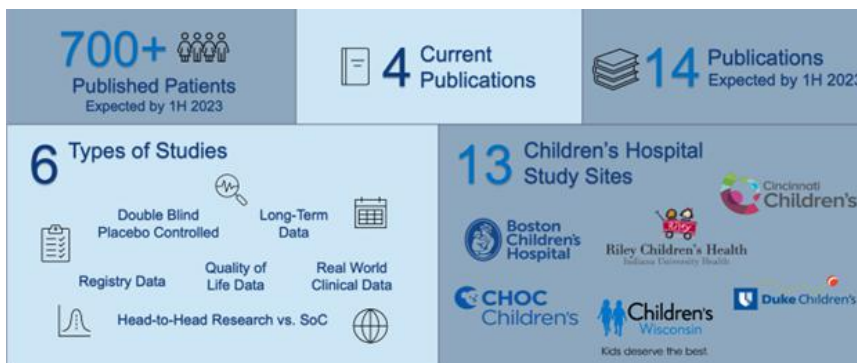 700+
Published Patients
Expected by 1H 2023
4 Current
Publications
14 Publications
Expected by 1H 2023
6 Types of Studies
Double Blind
Placebo Controlled
Long-Term
Data
Registry Data
Quality of
Life Data
Real World
Clinical Data
Head-to-Head Research vs. SoC
13 Children's Hospital
Study Sites
Cincinnati
Children's
Boston
Children's
Hospital
Riley Children's Health
Indiana University Health
CHOC
Children's
Children's
Wisconsin
Kids deserve the best.
Duke Children's